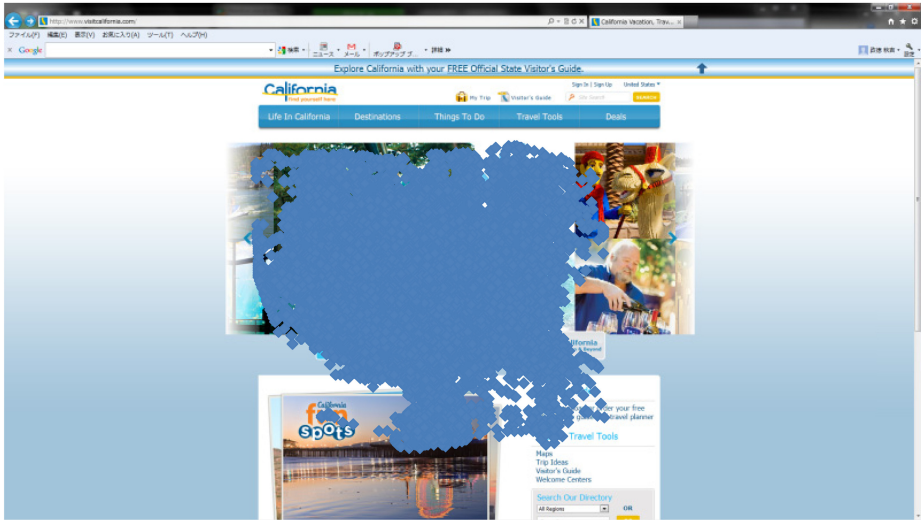 http://www.visitcalifornia.com/
California Vacation, Trav...
ファイル(F) 編集(E) 表示(V) お気に入り(A) ツール(T) ヘルプ(H)
Google 検索 ニュース メール ポップアップ ブ... 詳細 設定
Explore California with your FREE Official State Visitor's Guide.
Sign In | Sign Up United States
California
find yourself here
My Trip Visitor's Guide SEARCH
Life In California Destinations Things To Do Travel Tools Deals
& Beyond
California
fun
spots
order your free
travel planner
Travel Tools
Maps
Trip Ideas
Visitor's Guide
Welcome Centers
Search Our Directory
All Regions OR